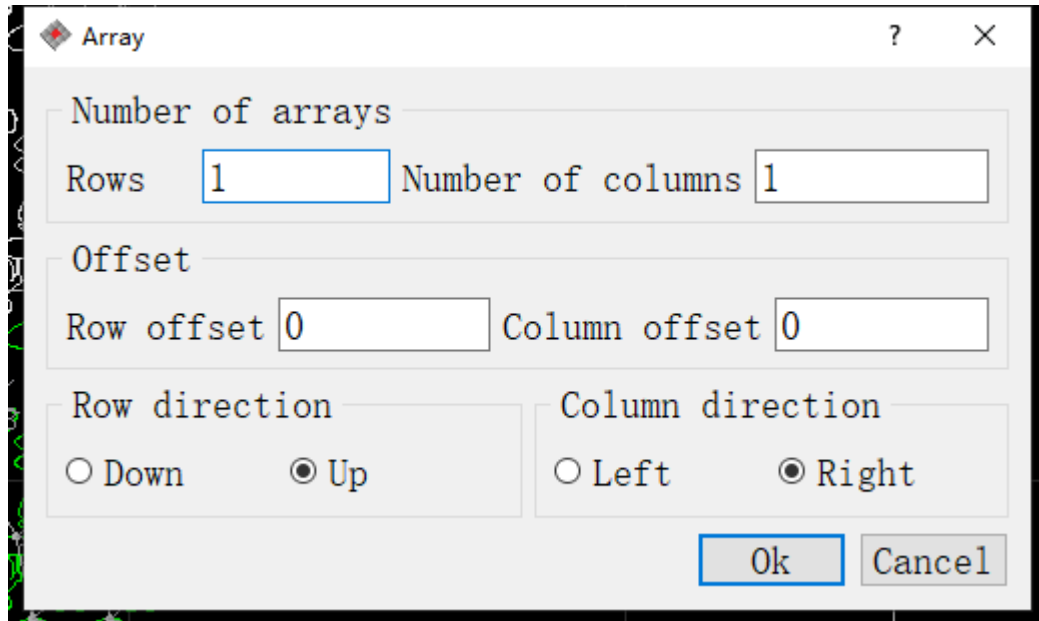 Array ?
Number of arrays
Rows 1 Number of columns 1
Offset
Row offset 0 Column offset 0
Row direction Column direction
Down Up Left Right
Ok Cancel